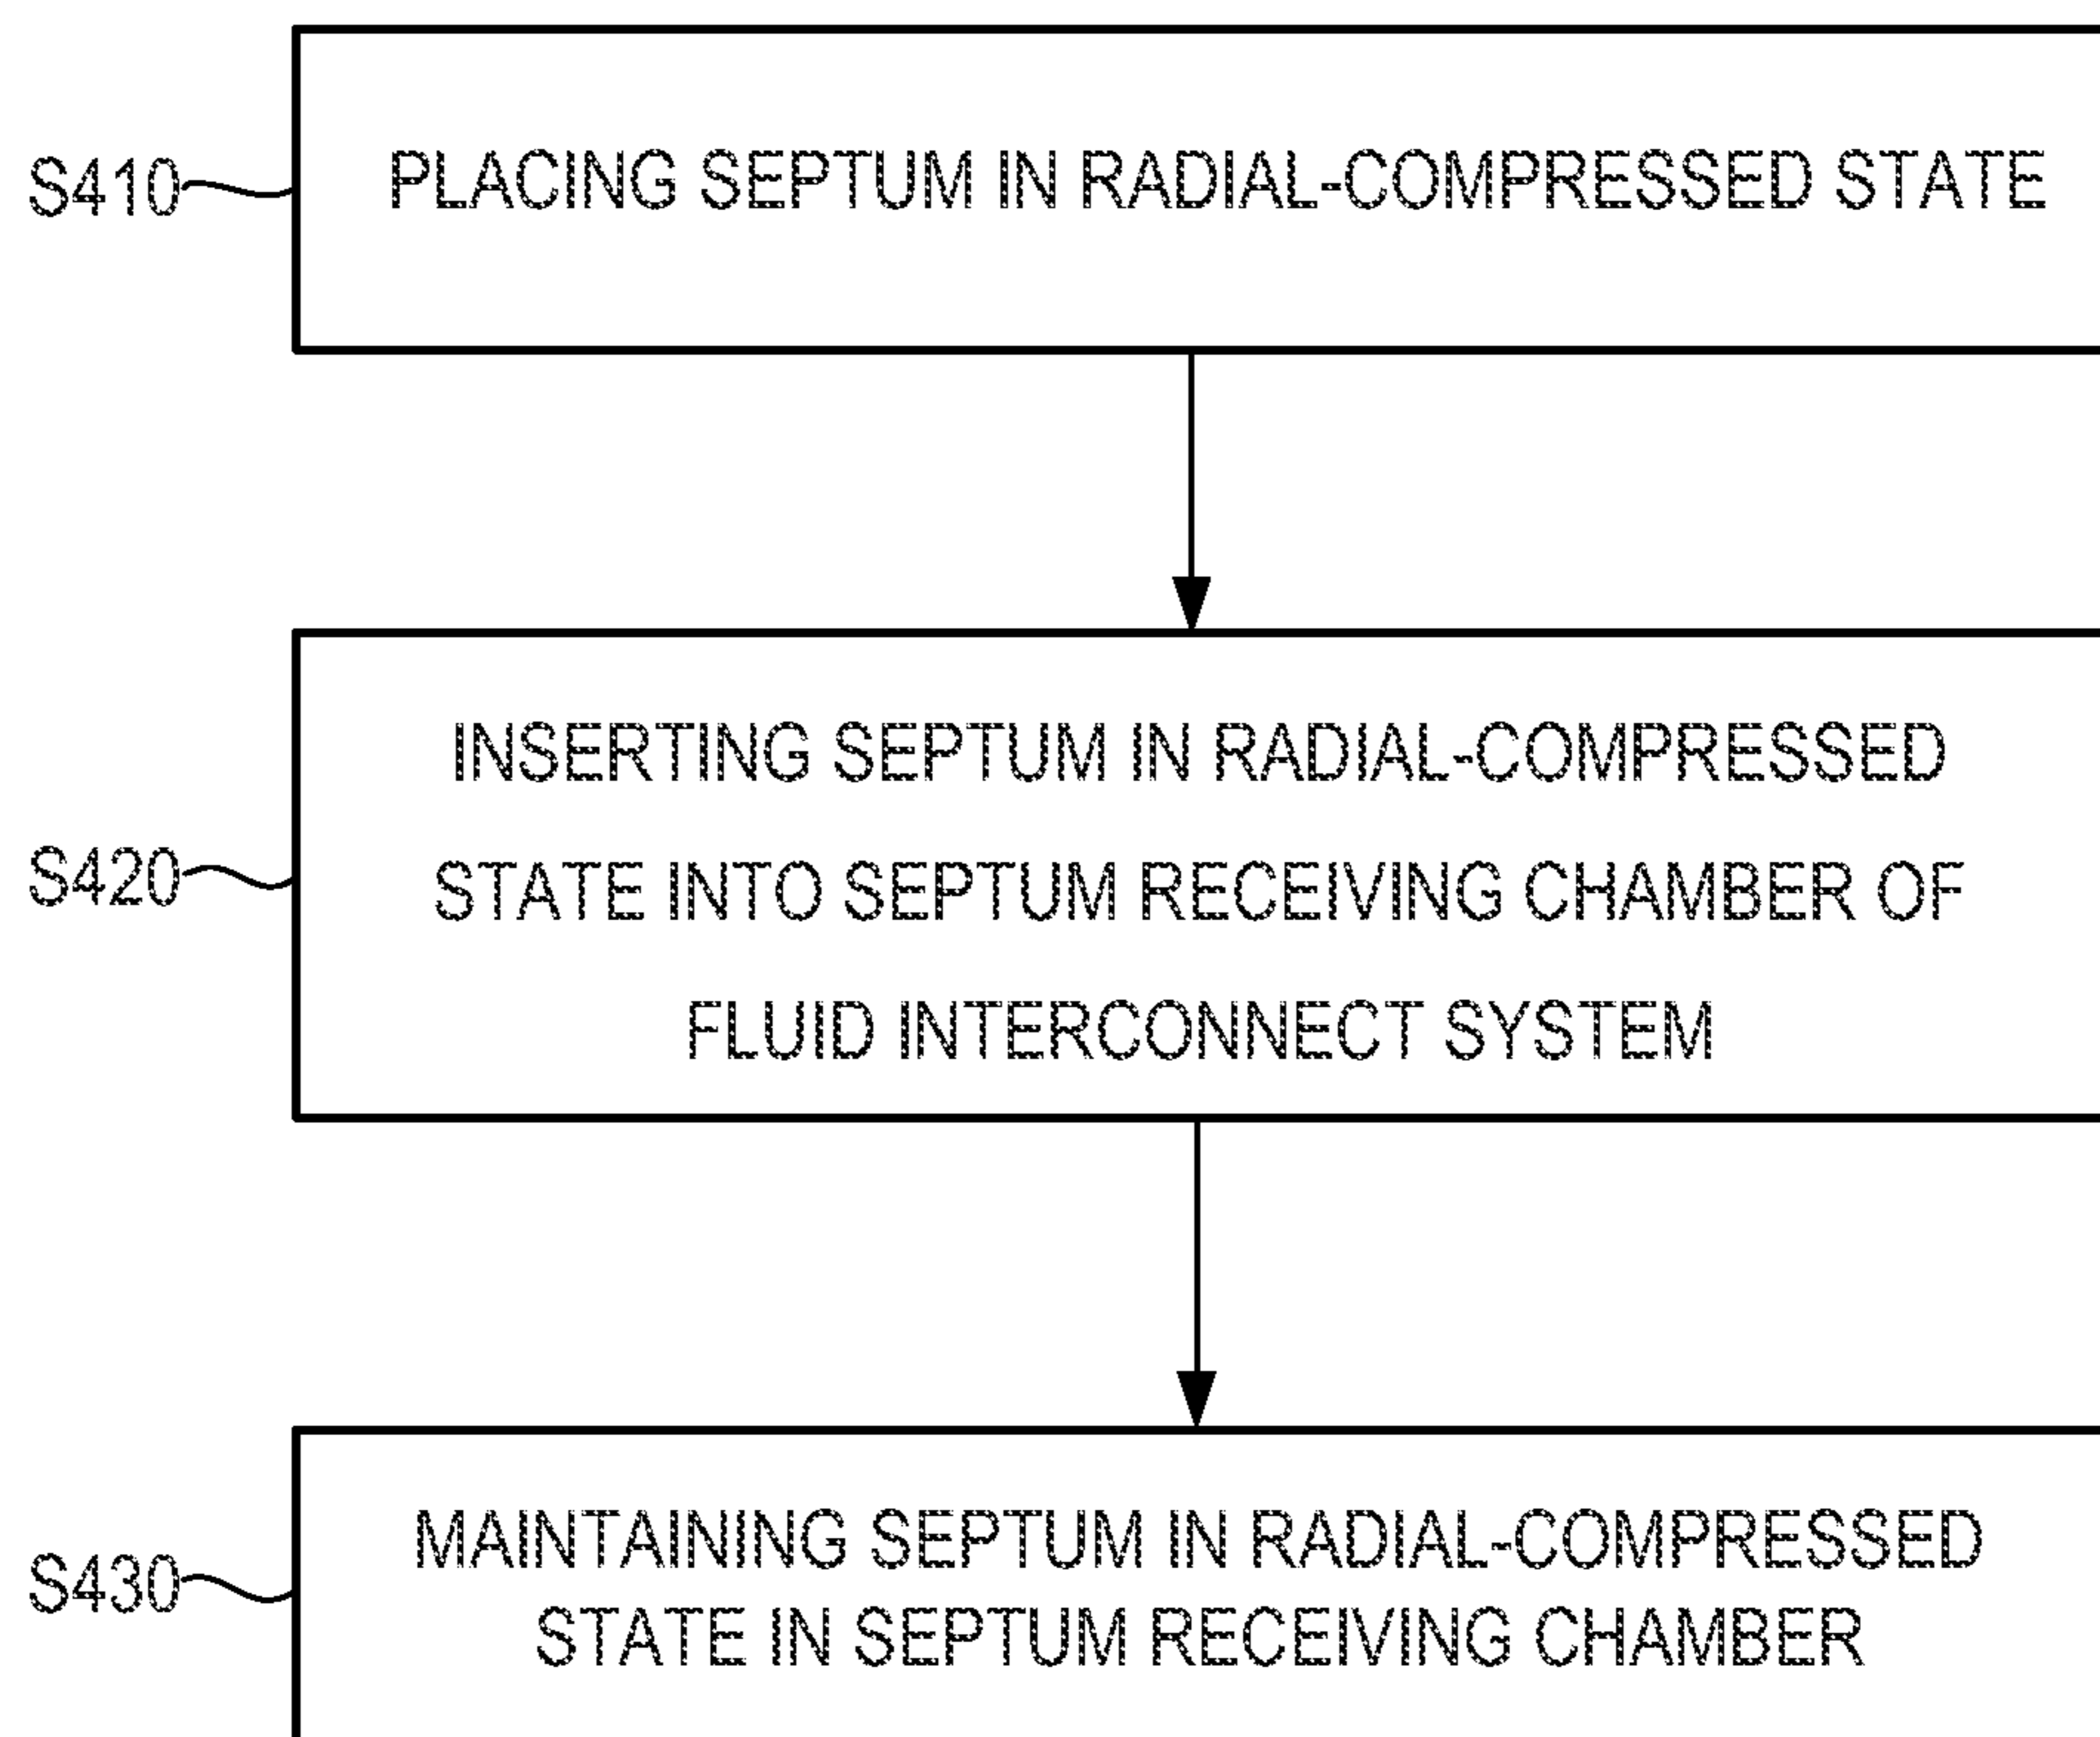 S410
PLACING SEPTUM IN RADIAL-COMPRESSED STATE
S420
INSERTING SEPTUM IN RADIAL-COMPRESSED
STATE INTO SEPTUM RECEIVING CHAMBER OF
FLUID INTERCONNECT SYSTEM
S430
MAINTAINING SEPTUM IN RADIAL-COMPRESSED
STATE IN SEPTUM RECEIVING CHAMBER